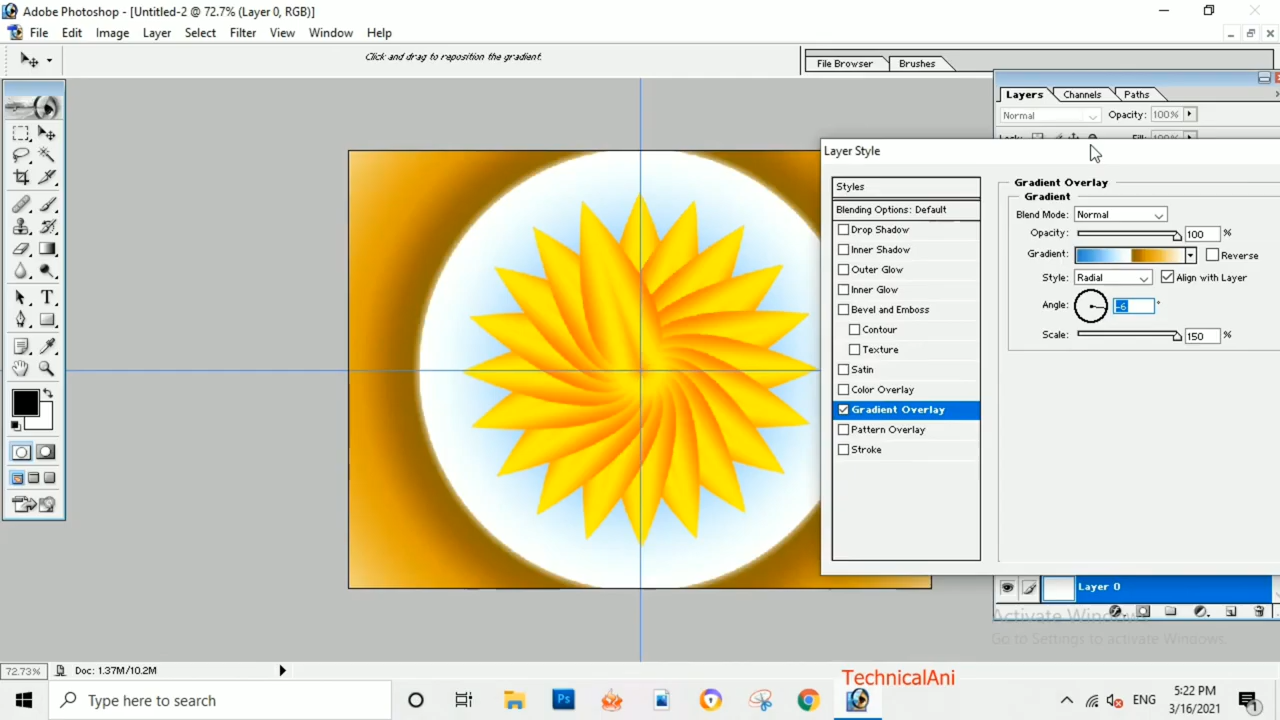 Adobe Photoshop - [Untitled-2 @ 72.7% (Layer 0, RGB)]
File Edit Image Layer Select Filter View Window Help
Click and drag to reposition the gradient.
File Browser Brushes
Layers Channels Paths
Normal Opacity: 100%
Layer Style
Styles
Blending Options: Default
Drop Shadow
Inner Shadow
Outer Glow
Inner Glow
Bevel and Emboss
Contour
Texture
Satin
Color Overlay
Gradient Overlay
Pattern Overlay
Stroke
Gradient Overlay
Gradient
Blend Mode: Normal
Opacity: 100 %
Gradient: Reverse
Style: Radial Align with Layer
Angle: -6 °
Scale: 150 %
Layer 0
Activate Windows
Go to Settings to activate Windows.
72.73% Doc: 1.37M/10.2M
TechnicalAni
Type here to search
Ps
ENG
5:22 PM
3/16/2021
1